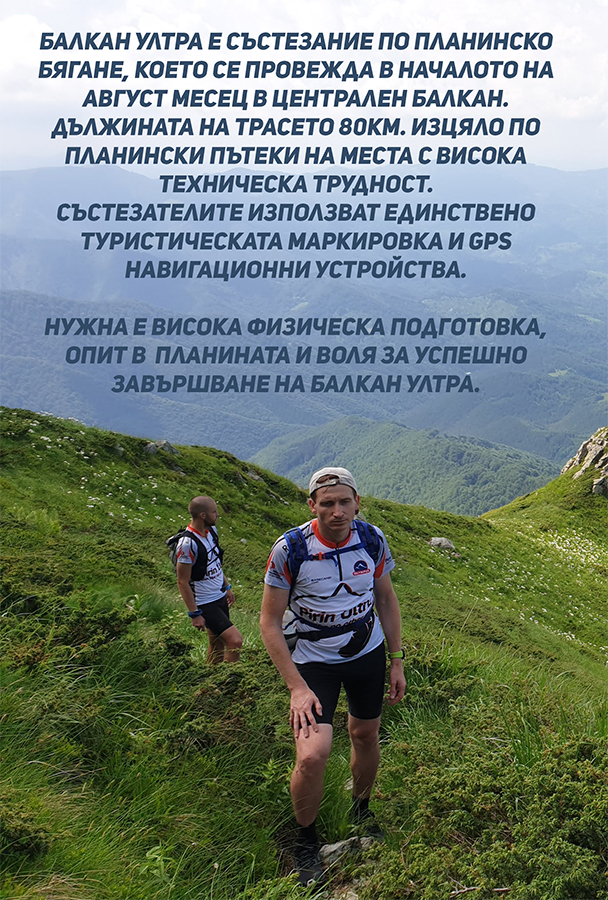 БАЛКАН УЛТРА Е СЪСТЕЗАНИЕ ПО ПЛАНИНСКО
БЯГАНЕ, КОЕТО СЕ ПРОВЕЖДА В НАЧАЛОТО НА
АВГУСТ МЕСЕЦ В ЦЕНТРАЛЕН БАЛКАН.
ДЪЛЖИНАТА НА ТРАСЕТО 80КМ. ИЗЦЯЛО ПО
ПЛАНИНСКИ ПЪТЕКИ НА МЕСТА С ВИСОКА
ТЕХНИЧЕСКА ТРУДНОСТ.
СЪСТЕЗАТЕЛИТЕ ИЗПОЛЗВАТ ЕДИНСТВЕНО
ТУРИСТИЧЕСКАТА МАРКИРОВКА И GPS
НАВИГАЦИОННИ УСТРОЙСТВА.
НУЖНА Е ВИСОКА ФИЗИЧЕСКА ПОДГОТОВКА,
ОПИТ В ПЛАНИНАТА И ВОЛЯ ЗА УСПЕШНО
ЗАВЪРШВАНЕ НА БАЛКАН УЛТРА.
Pirin Ultra